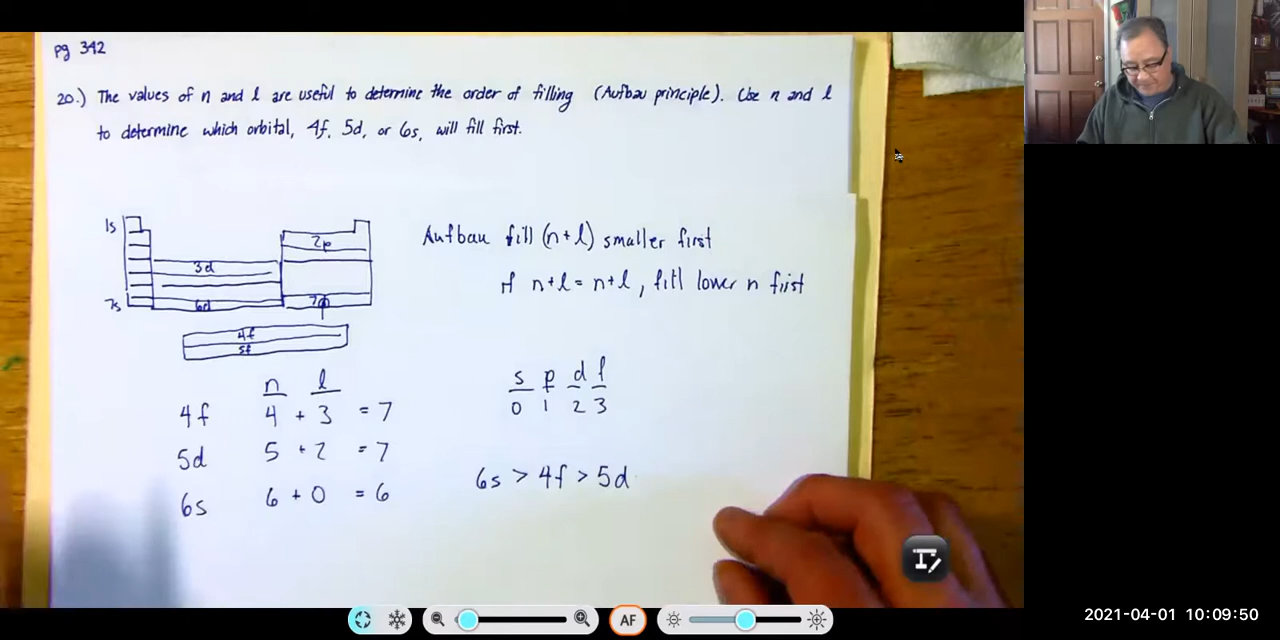 pg 342
20.) The values of n and l are useful to determine the order of filling (Aufbau principle). Use n and l
to determine which orbital, 4f, 5d, or 6s, will fill first.
1s
2p
3d
7s
6d
4f
5f
Aufbau fill (n+l) smaller first
If n+l = n+l, fill lower n first
n l
4f 4 + 3 = 7
5d 5 + 2 = 7
6s 6 + 0 = 6
s p d f
0 1 2 3
6s > 4f > 5d
AF
2021-04-01 10:09:50